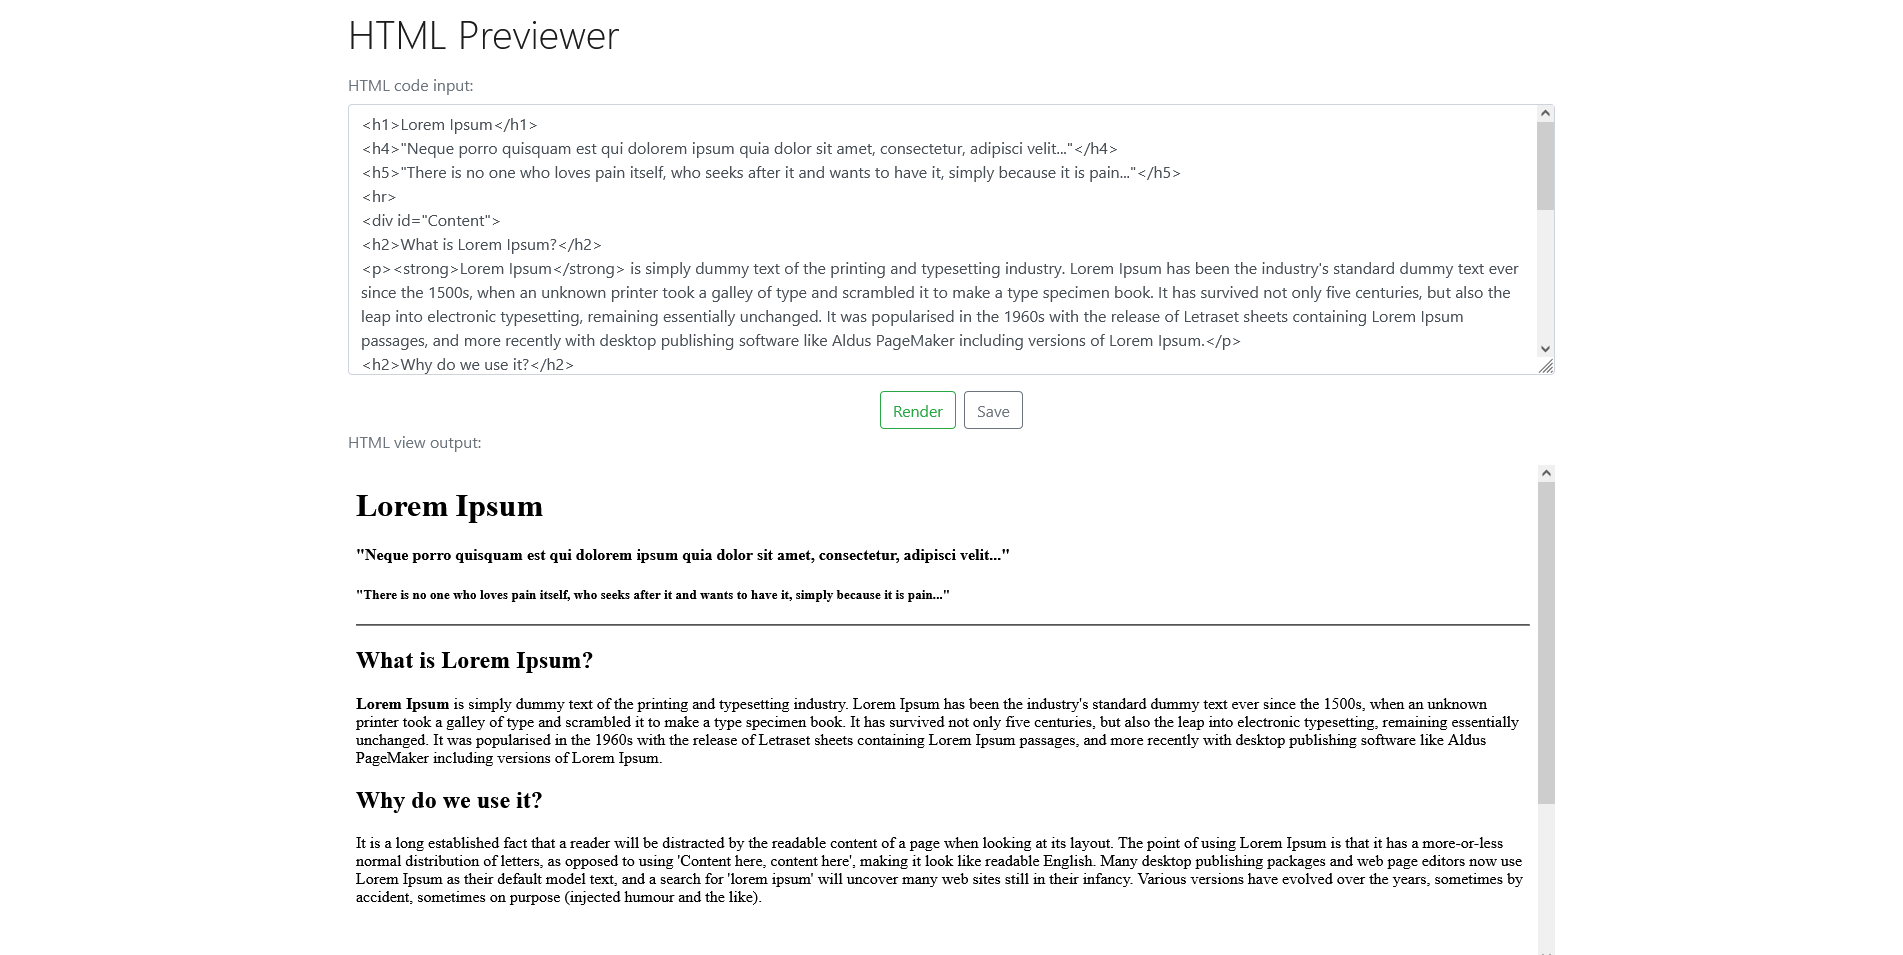 HTML Previewer
HTML code input:
<h1>Lorem Ipsum</h1>
<h4>"Neque porro quisquam est qui dolorem ipsum quia dolor sit amet, consectetur, adipisci velit..."</h4>
<h5>"There is no one who loves pain itself, who seeks after it and wants to have it, simply because it is pain..."</h5>
<hr>
<div id="Content">
<h2>What is Lorem Ipsum?</h2>
<p><strong>Lorem Ipsum</strong> is simply dummy text of the printing and typesetting industry. Lorem Ipsum has been the industry's standard dummy text ever
since the 1500s, when an unknown printer took a galley of type and scrambled it to make a type specimen book. It has survived not only five centuries, but also the
leap into electronic typesetting, remaining essentially unchanged. It was popularised in the 1960s with the release of Letraset sheets containing Lorem Ipsum
passages, and more recently with desktop publishing software like Aldus PageMaker including versions of Lorem Ipsum.</p>
<h2>Why do we use it?</h2>
Render Save
HTML view output:
Lorem Ipsum
"Neque porro quisquam est qui dolorem ipsum quia dolor sit amet, consectetur, adipisci velit..."
"There is no one who loves pain itself, who seeks after it and wants to have it, simply because it is pain..."
What is Lorem Ipsum?
Lorem Ipsum is simply dummy text of the printing and typesetting industry. Lorem Ipsum has been the industry's standard dummy text ever since the 1500s, when an unknown
printer took a galley of type and scrambled it to make a type specimen book. It has survived not only five centuries, but also the leap into electronic typesetting, remaining essentially
unchanged. It was popularised in the 1960s with the release of Letraset sheets containing Lorem Ipsum passages, and more recently with desktop publishing software like Aldus
PageMaker including versions of Lorem Ipsum.
Why do we use it?
It is a long established fact that a reader will be distracted by the readable content of a page when looking at its layout. The point of using Lorem Ipsum is that it has a more-or-less
normal distribution of letters, as opposed to using 'Content here, content here', making it look like readable English. Many desktop publishing packages and web page editors now use
Lorem Ipsum as their default model text, and a search for 'lorem ipsum' will uncover many web sites still in their infancy. Various versions have evolved over the years, sometimes by
accident, sometimes on purpose (injected humour and the like).